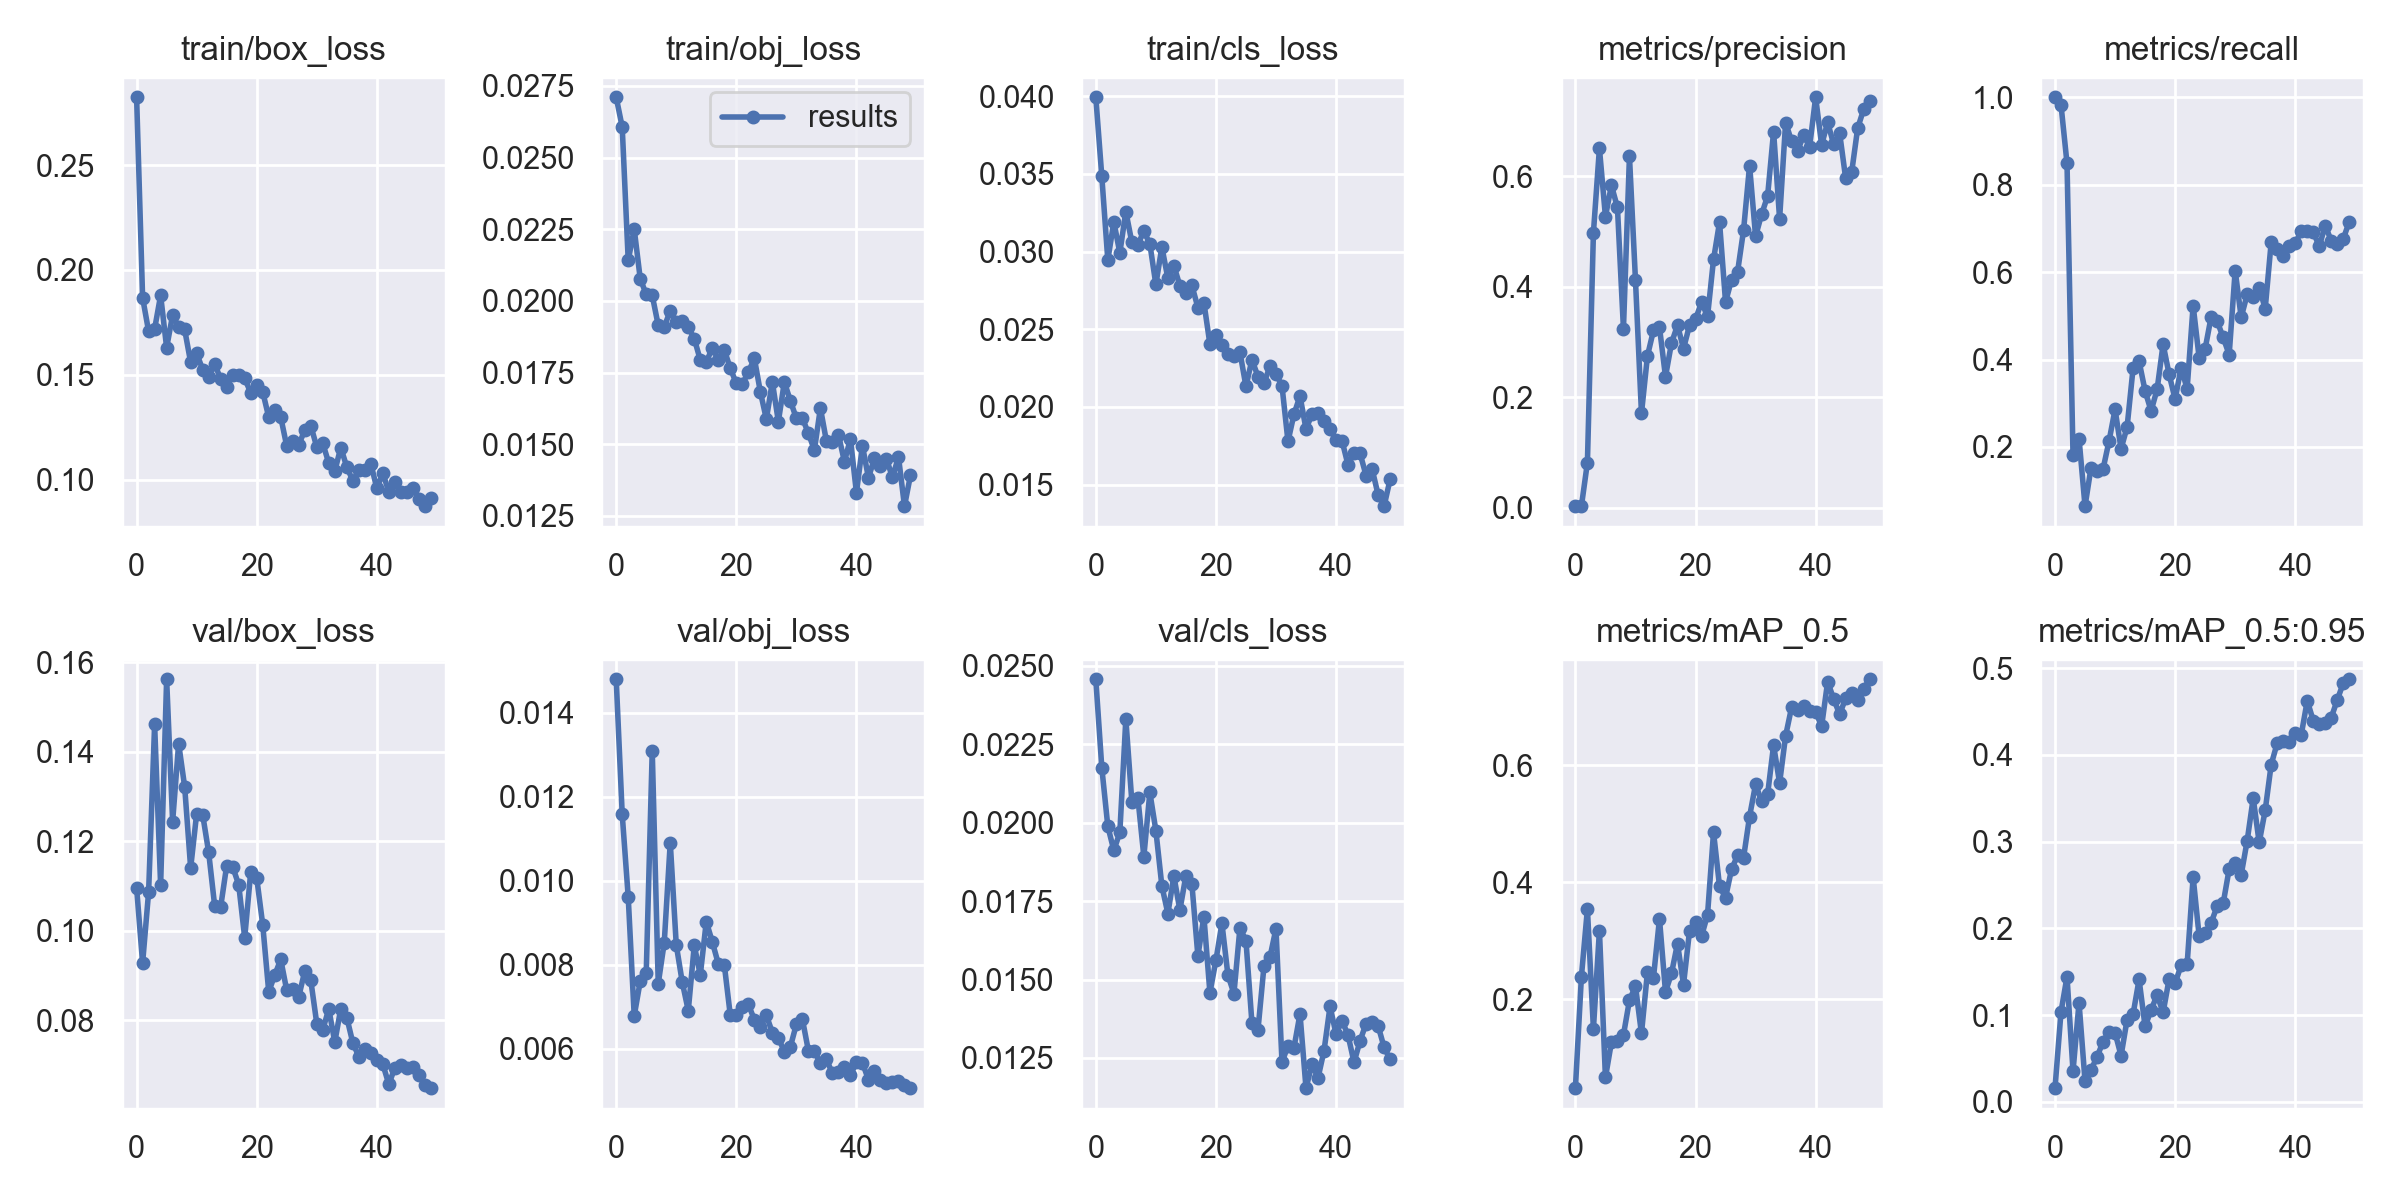 train/box_loss
0.25
0.20
0.15
0.10
0 20 40
train/obj_loss
results
0.0275
0.0250
0.0225
0.0200
0.0175
0.0150
0.0125
0 20 40
train/cls_loss
0.040
0.035
0.030
0.025
0.020
0.015
0 20 40
metrics/precision
0.6
0.4
0.2
0.0
0 20 40
metrics/recall
1.0
0.8
0.6
0.4
0.2
0 20 40
val/box_loss
0.16
0.14
0.12
0.10
0.08
0 20 40
val/obj_loss
0.014
0.012
0.010
0.008
0.006
0 20 40
val/cls_loss
0.0250
0.0225
0.0200
0.0175
0.0150
0.0125
0 20 40
metrics/mAP_0.5
0.6
0.4
0.2
0 20 40
metrics/mAP_0.5:0.95
0.5
0.4
0.3
0.2
0.1
0.0
0 20 40